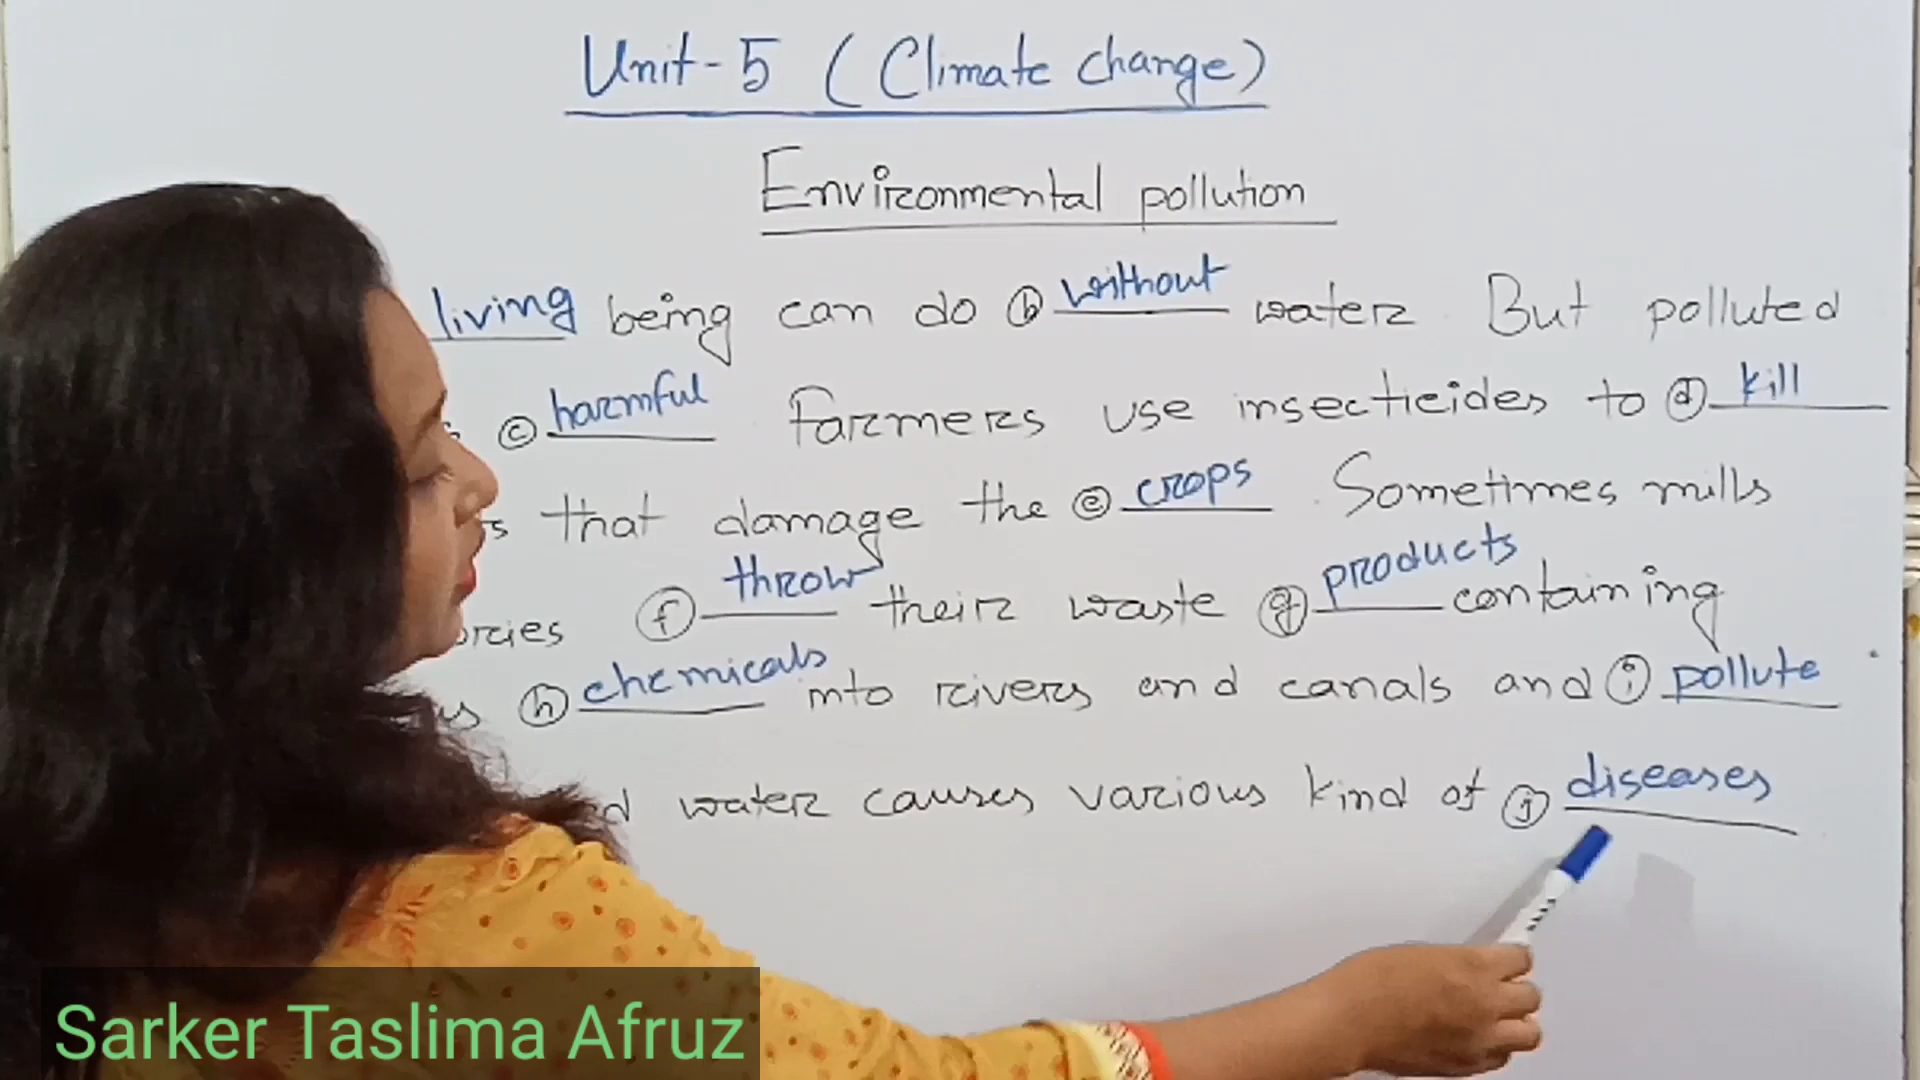 Unit-5 (Climate change)
Environmental pollution
living being can do (b) without water. But polluted
(c) harmful Farmers use insecticides to (d) kill
that damage the (e) crops. Sometimes mills
(f) throw their waste (g) products containing
(h) chemicals into rivers and canals and (i) pollute
water causes various kind of (j) diseases
Sarker Taslima Afruz